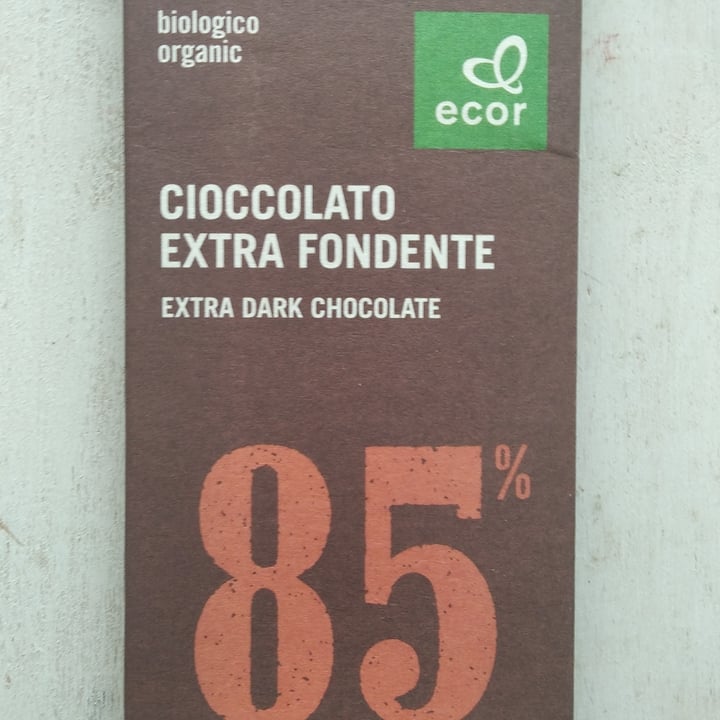 biologico
organic
ecor
CIOCCOLATO
EXTRA FONDENTE
EXTRA DARK CHOCOLATE
85%